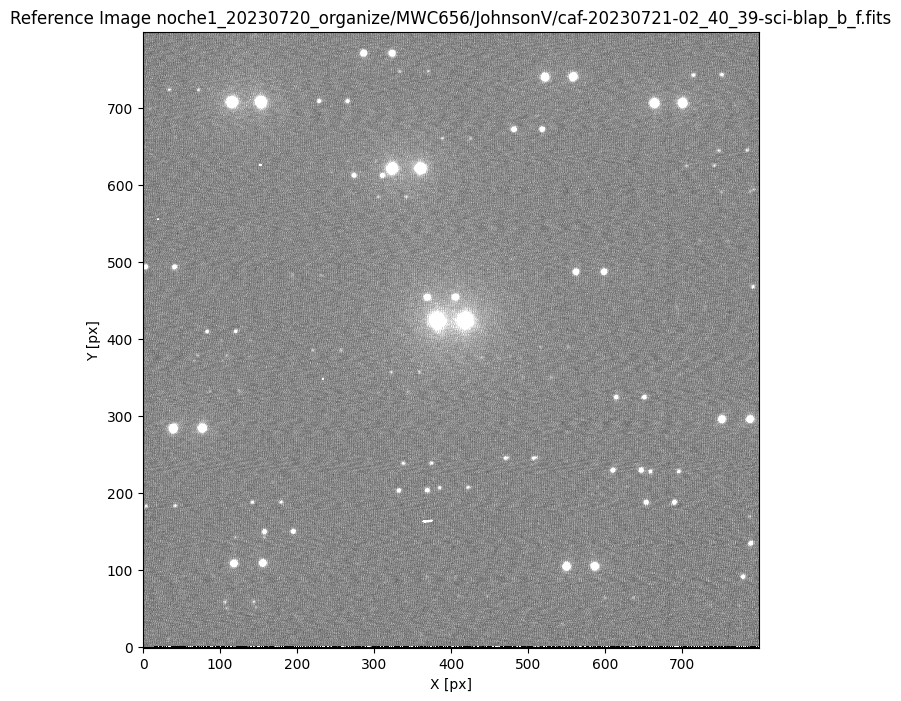 Reference Image noche1_20230720_organize/MWC656/JohnsonV/caf-20230721-02_40_39-sci-blap_b_f.fits
700
600
500
400
300
200
100
0
Y [px]
0 100 200 300 400 500 600 700
X [px]